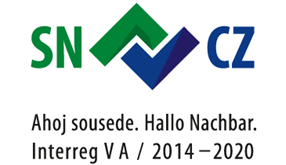 SN CZ
Ahoj sousede. Hallo Nachbar.
Interreg V A / 2014 – 2020